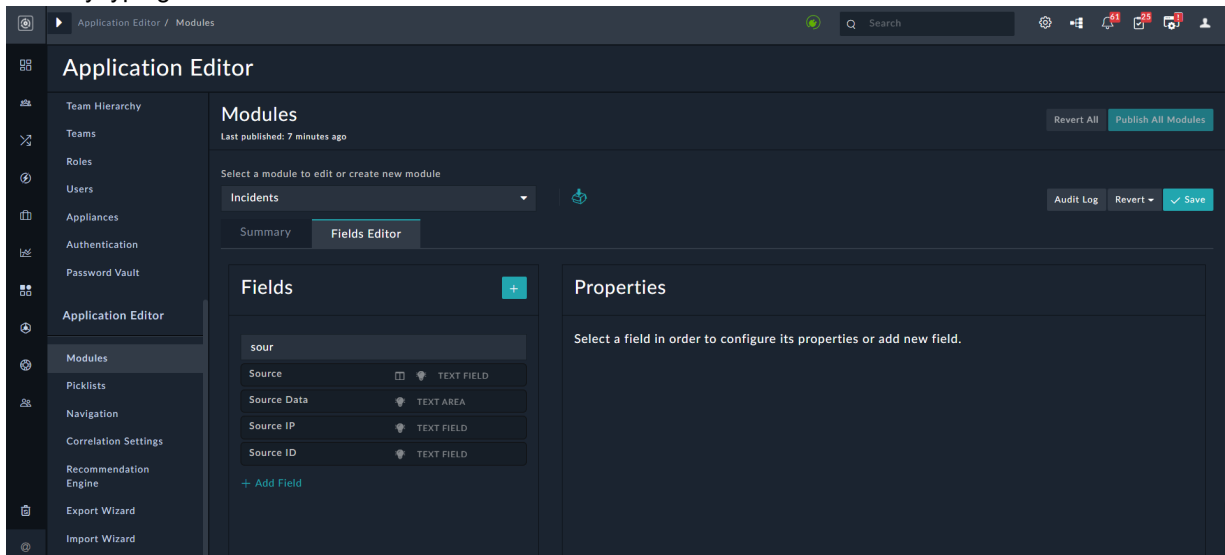 Application Editor / Modules
Search
61
25
!
Application Editor
Team Hierarchy
Teams
Roles
Users
Appliances
Authentication
Password Vault
Application Editor
Modules
Picklists
Navigation
Correlation Settings
Recommendation
Engine
Export Wizard
Import Wizard
Modules
Last published: 7 minutes ago
Revert All
Publish All Modules
Select a module to edit or create new module
Incidents
Audit Log
Revert
Save
Summary
Fields Editor
Fields
+
sour
Source
TEXT FIELD
Source Data
TEXT AREA
Source IP
TEXT FIELD
Source ID
TEXT FIELD
+ Add Field
Properties
Select a field in order to configure its properties or add new field.
@